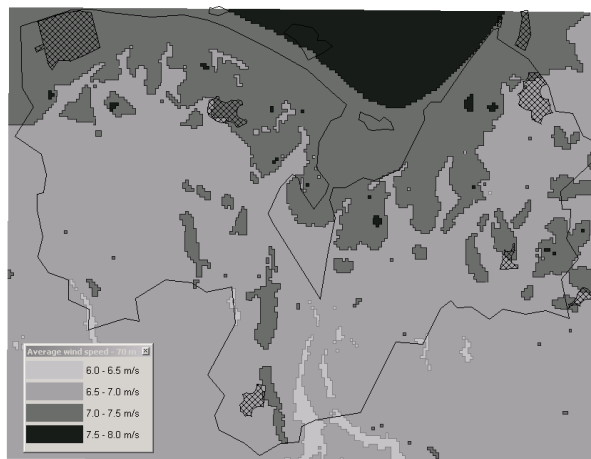 Average wind speed - 70 m
6.0 - 6.5 m/s
6.5 - 7.0 m/s
7.0 - 7.5 m/s
7.5 - 8.0 m/s